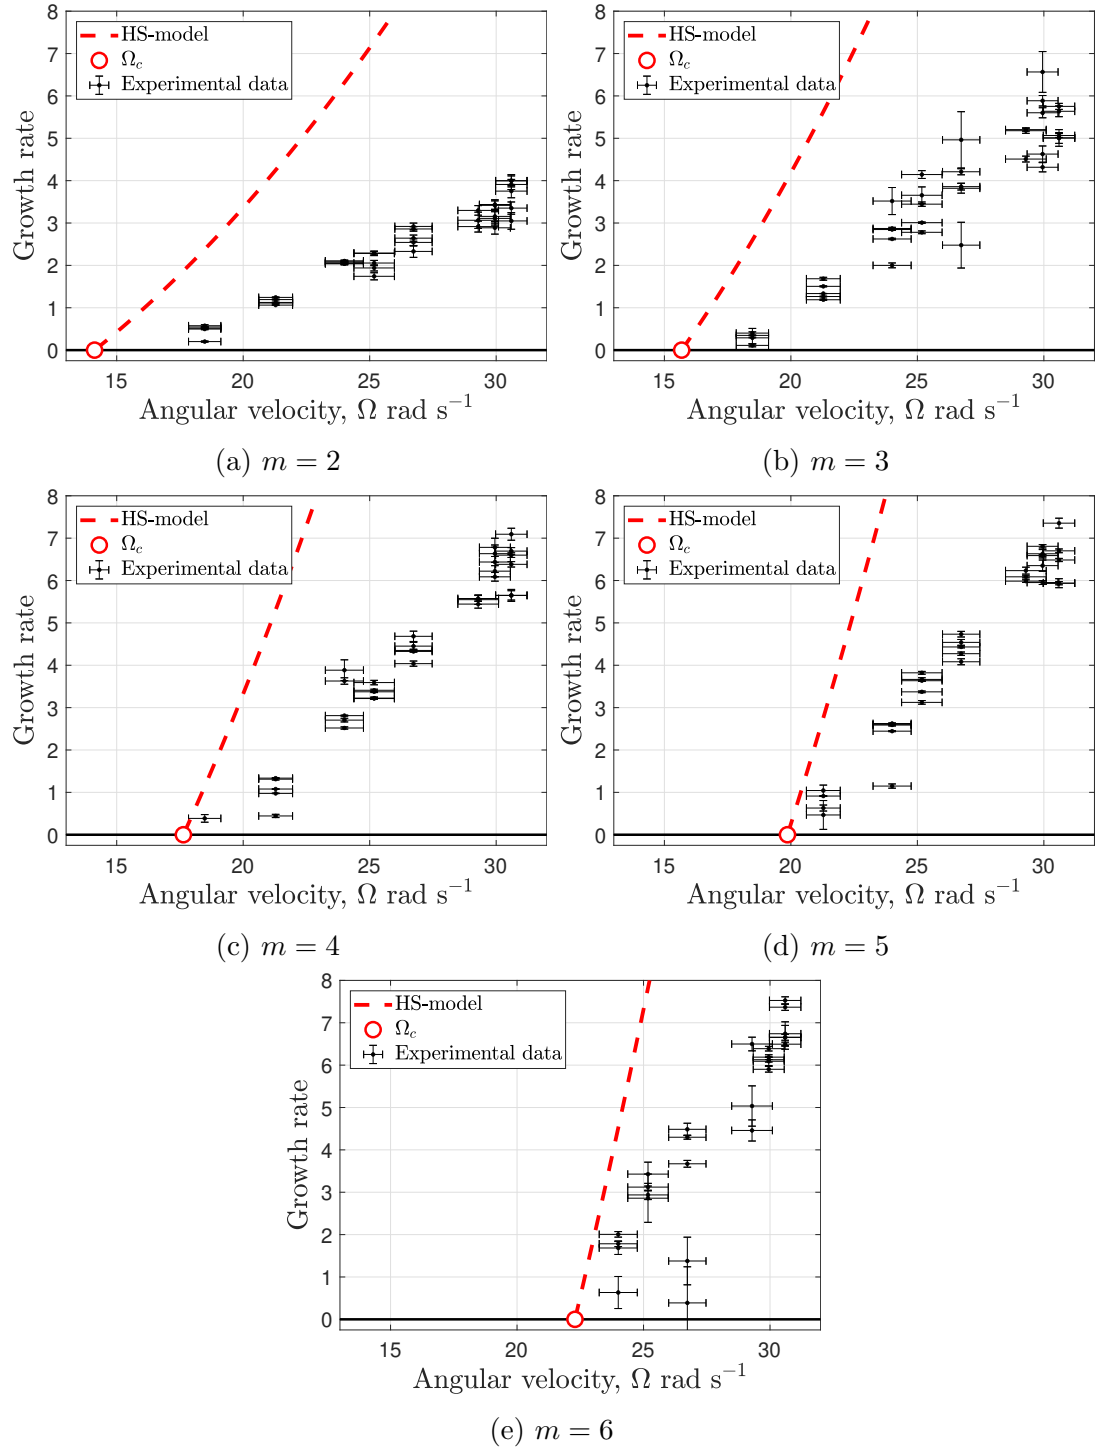 8
7
6
5
4
3
2
1
0
Growth rate
HS-model
Ω_c
Experimental data
15 20 25 30
Angular velocity, Ω rad s⁻¹
(a) m = 2
8
7
6
5
4
3
2
1
0
Growth rate
HS-model
Ω_c
Experimental data
15 20 25 30
Angular velocity, Ω rad s⁻¹
(b) m = 3
8
7
6
5
4
3
2
1
0
Growth rate
HS-model
Ω_c
Experimental data
15 20 25 30
Angular velocity, Ω rad s⁻¹
(c) m = 4
8
7
6
5
4
3
2
1
0
Growth rate
HS-model
Ω_c
Experimental data
15 20 25 30
Angular velocity, Ω rad s⁻¹
(d) m = 5
8
7
6
5
4
3
2
1
0
Growth rate
HS-model
Ω_c
Experimental data
15 20 25 30
Angular velocity, Ω rad s⁻¹
(e) m = 6